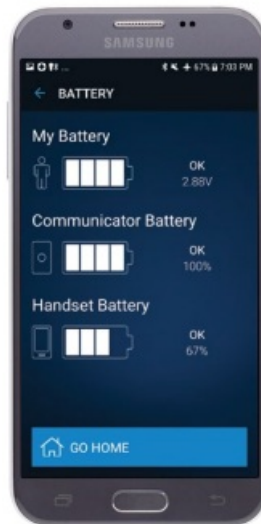 SAMSUNG
67% 7:03 PM
← BATTERY
My Battery
OK
2.88V
Communicator Battery
OK
100%
Handset Battery
OK
67%
GO HOME